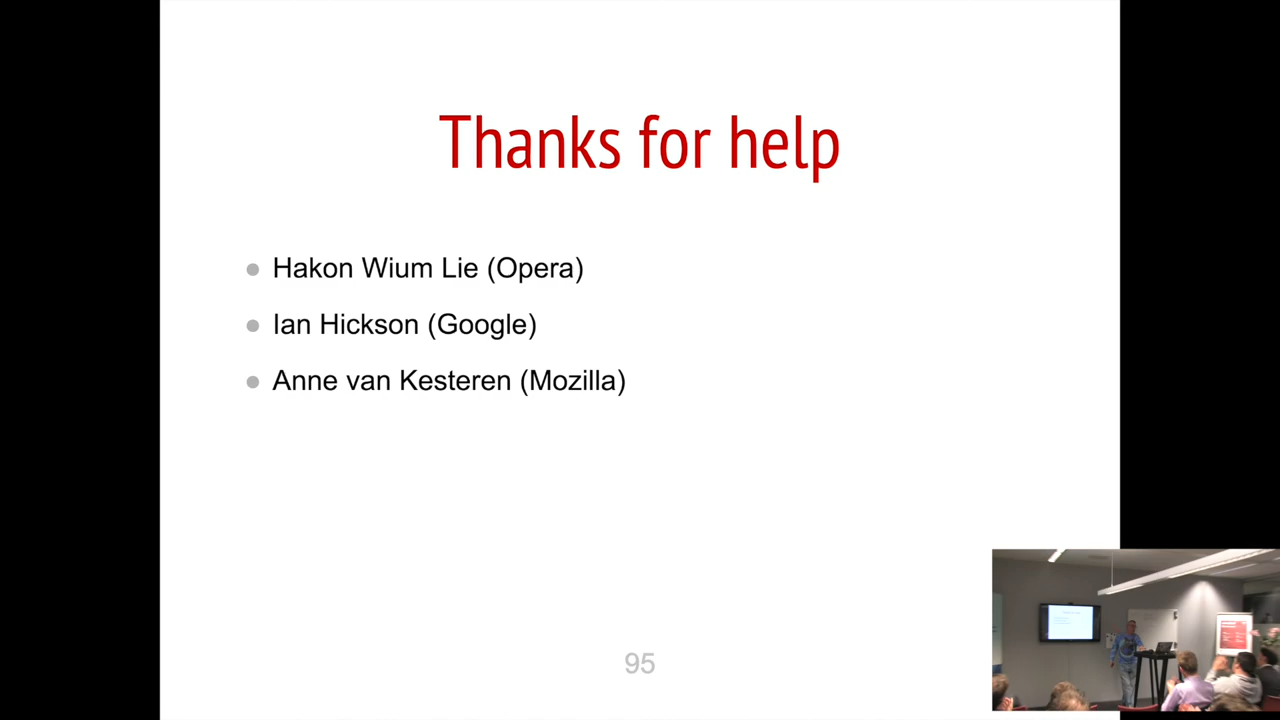 Thanks for help
Hakon Wium Lie (Opera)
Ian Hickson (Google)
Anne van Kesteren (Mozilla)
95